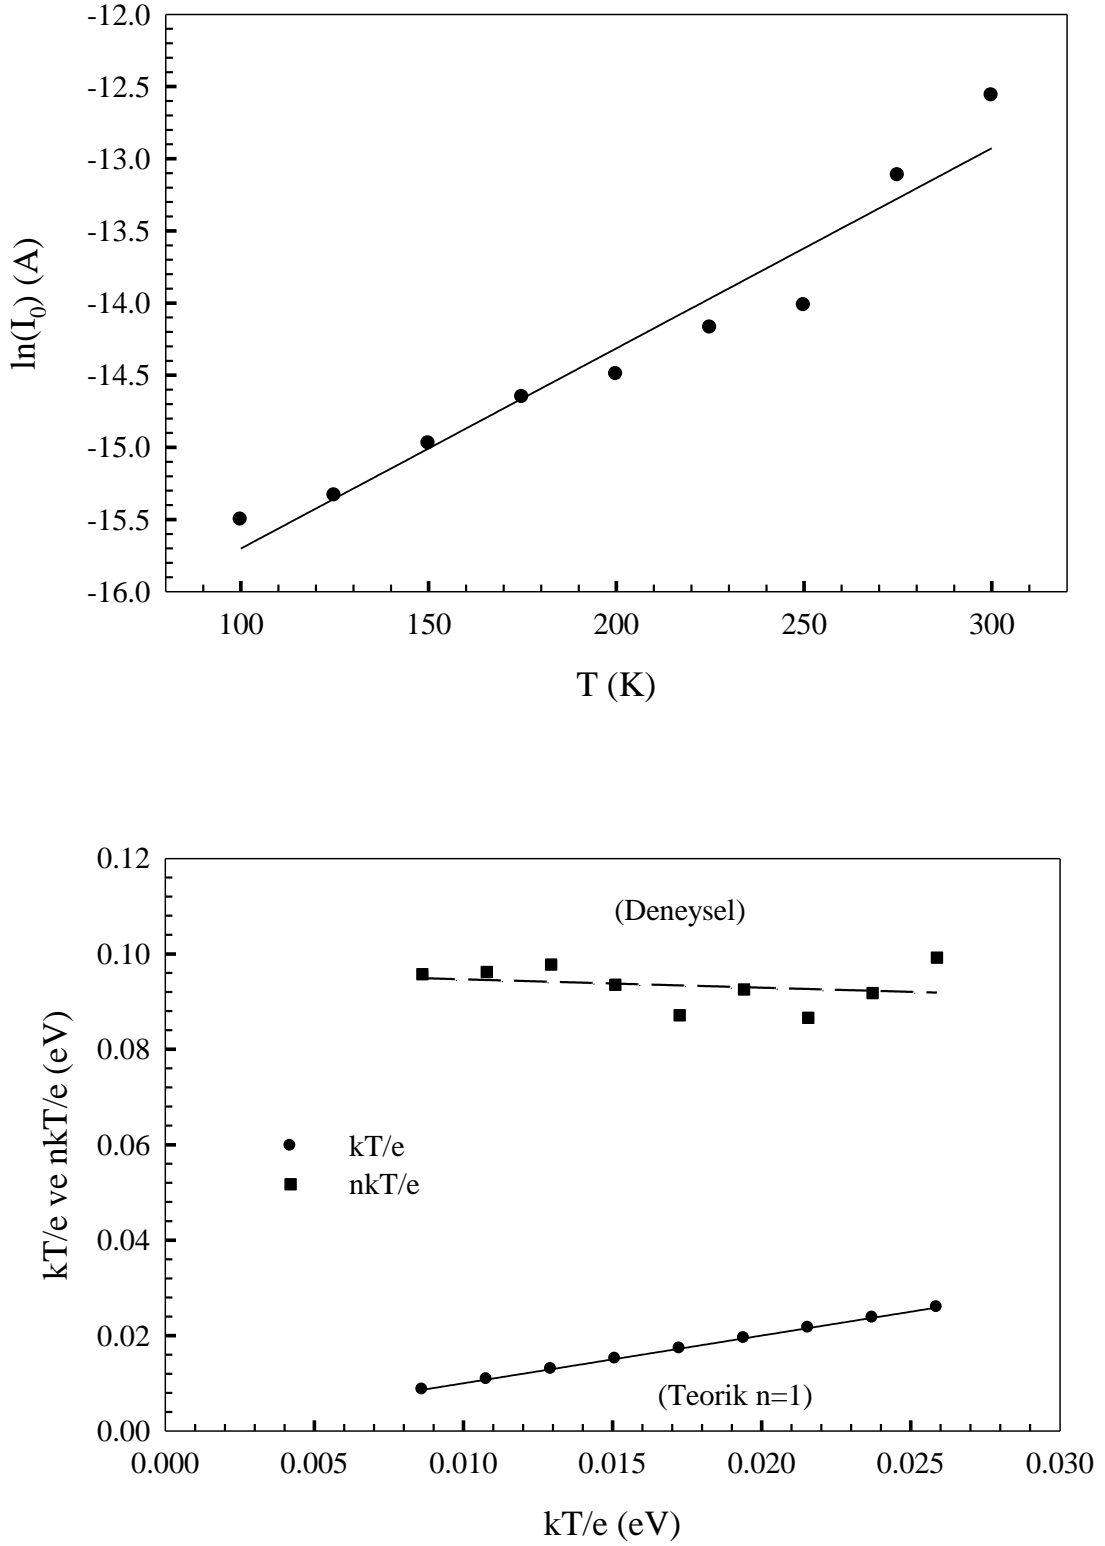 -12.0
-12.5
-13.0
-13.5
-14.0
-14.5
-15.0
-15.5
-16.0
ln(I0) (A)
100 150 200 250 300
T (K)
0.12
(Deneysel)
0.10
0.08
kT/e ve nkT/e (eV)
0.06
kT/e
nkT/e
0.04
0.02
(Teorik n=1)
0.00
0.000 0.005 0.010 0.015 0.020 0.025 0.030
kT/e (eV)